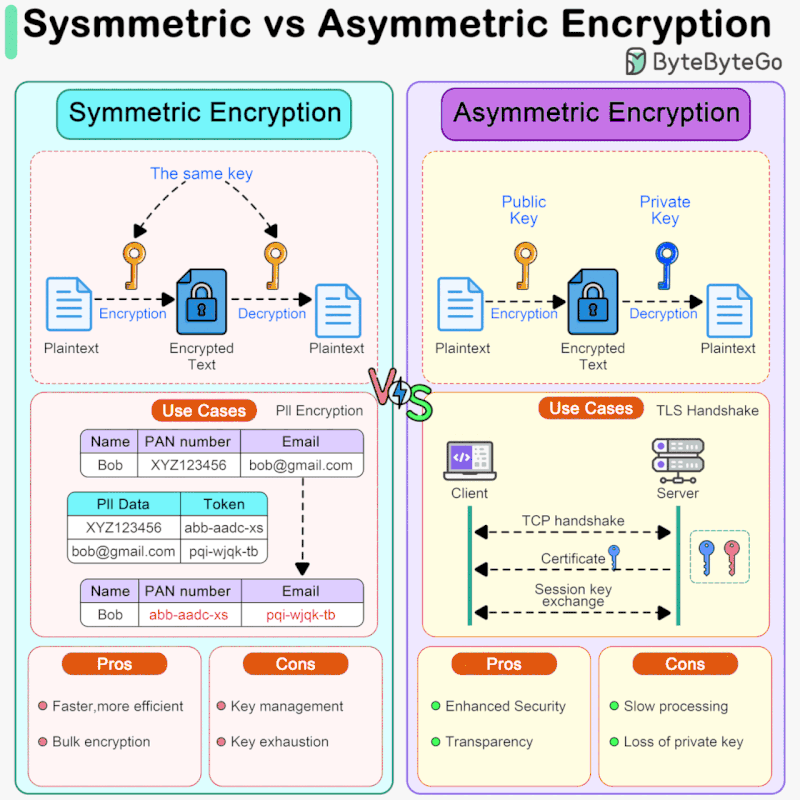 Sysmmetric vs Asymmetric Encryption
ByteByteGo
Symmetric Encryption
The same key
Encryption
Decryption
Plaintext
Encrypted
Text
Plaintext
Use Cases
PII Encryption
Name PAN number Email
Bob XYZ123456 bob@gmail.com
PII Data Token
XYZ123456 abb-aadc-xs
bob@gmail.com pqi-wjqk-tb
Name PAN number Email
Bob abb-aadc-xs pqi-wjqk-tb
Pros
Faster,more efficient
Bulk encryption
Cons
Key management
Key exhaustion
VS
Asymmetric Encryption
Public
Key
Private
Key
Encryption
Decryption
Plaintext
Encrypted
Text
Plaintext
Use Cases
TLS Handshake
</>
Client
Server
TCP handshake
Certificate
Session key
exchange
Pros
Enhanced Security
Transparency
Cons
Slow processing
Loss of private key